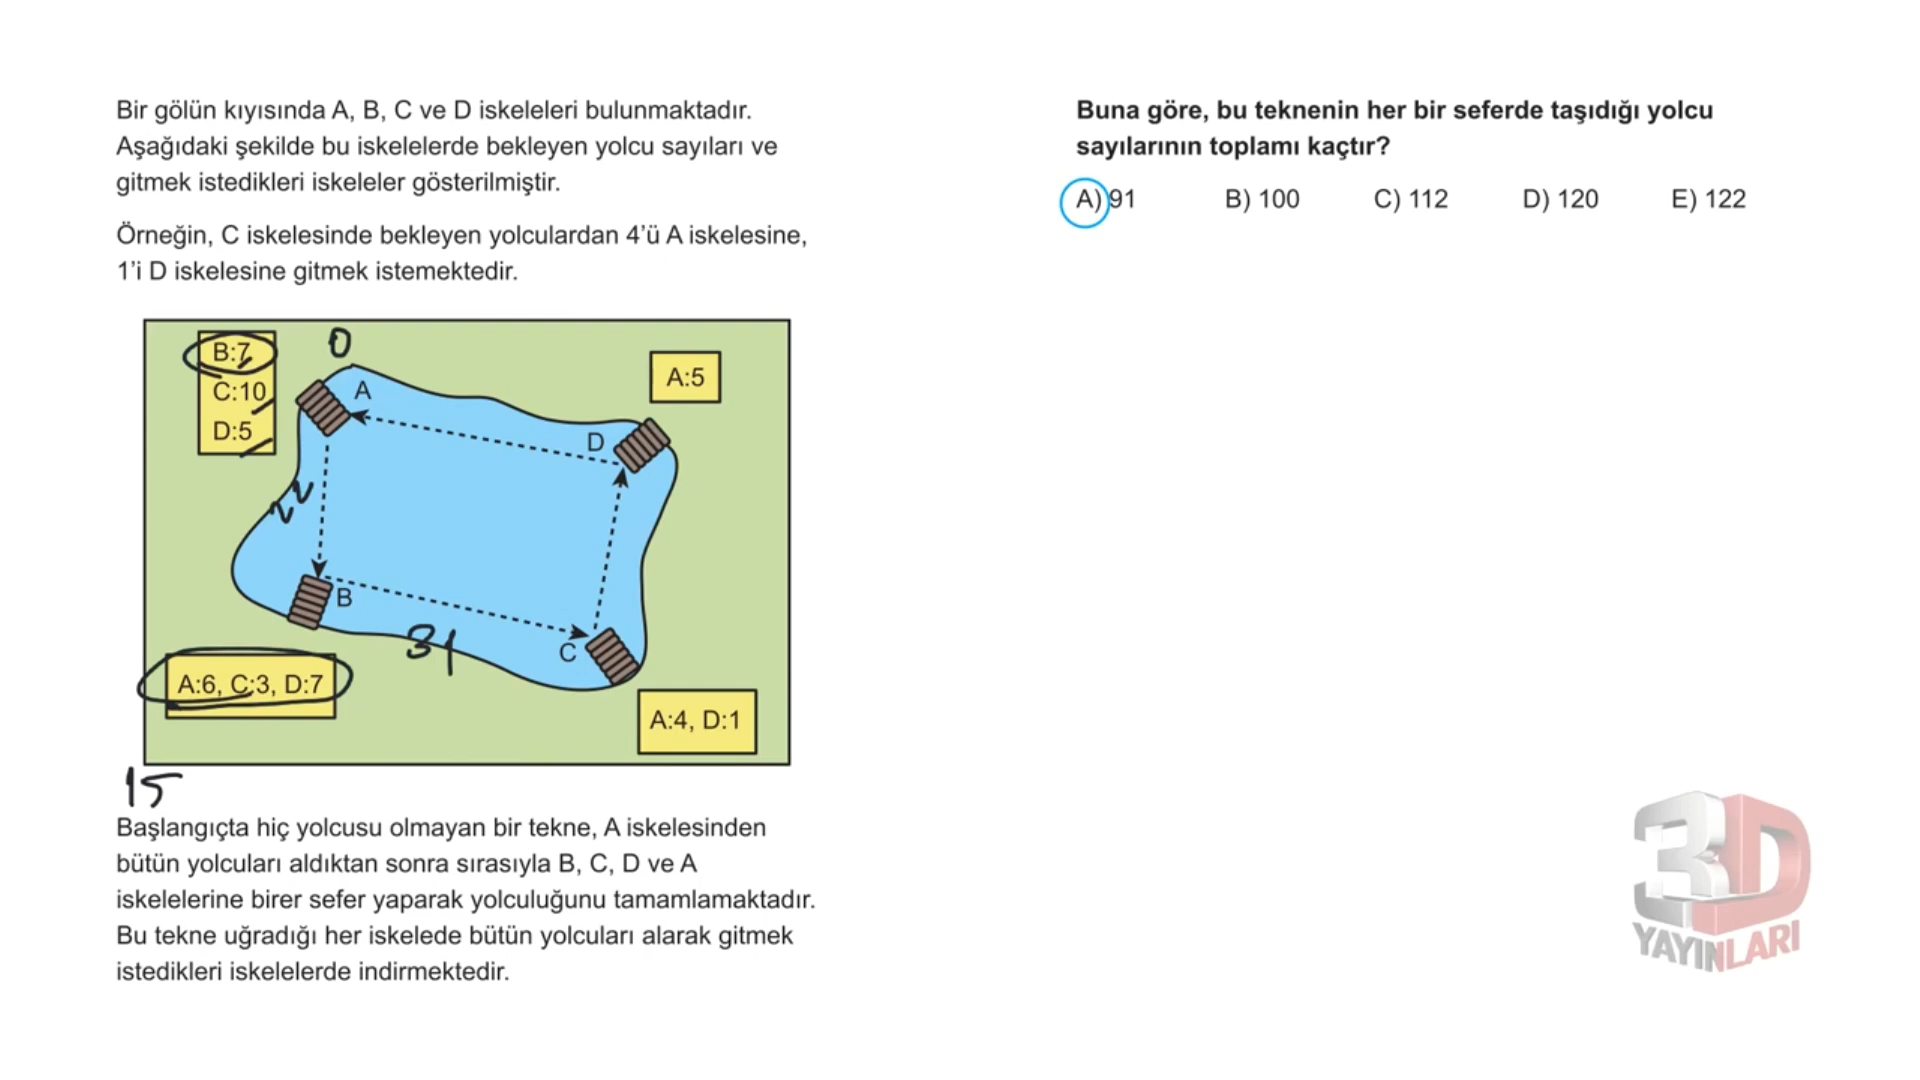 Bir gölün kıyısında A, B, C ve D iskeleleri bulunmaktadır.
Aşağıdaki şekilde bu iskelelerde bekleyen yolcu sayıları ve
gitmek istedikleri iskeleler gösterilmiştir.
Örneğin, C iskelesinde bekleyen yolculardan 4'ü A iskelesine,
1'i D iskelesine gitmek istemektedir.
B:7
C:10
D:5
0
A
A:5
D
22
B
31
C
A:6, C:3, D:7
A:4, D:1
15
Başlangıçta hiç yolcusu olmayan bir tekne, A iskelesinden
bütün yolcuları aldıktan sonra sırasıyla B, C, D ve A
iskelelerine birer sefer yaparak yolculuğunu tamamlamaktadır.
Bu tekne uğradığı her iskelede bütün yolcuları alarak gitmek
istedikleri iskelelerde indirmektedir.
Buna göre, bu teknenin her bir seferde taşıdığı yolcu
sayılarının toplamı kaçtır?
A) 91 B) 100 C) 112 D) 120 E) 122
3D
YAYINLARI